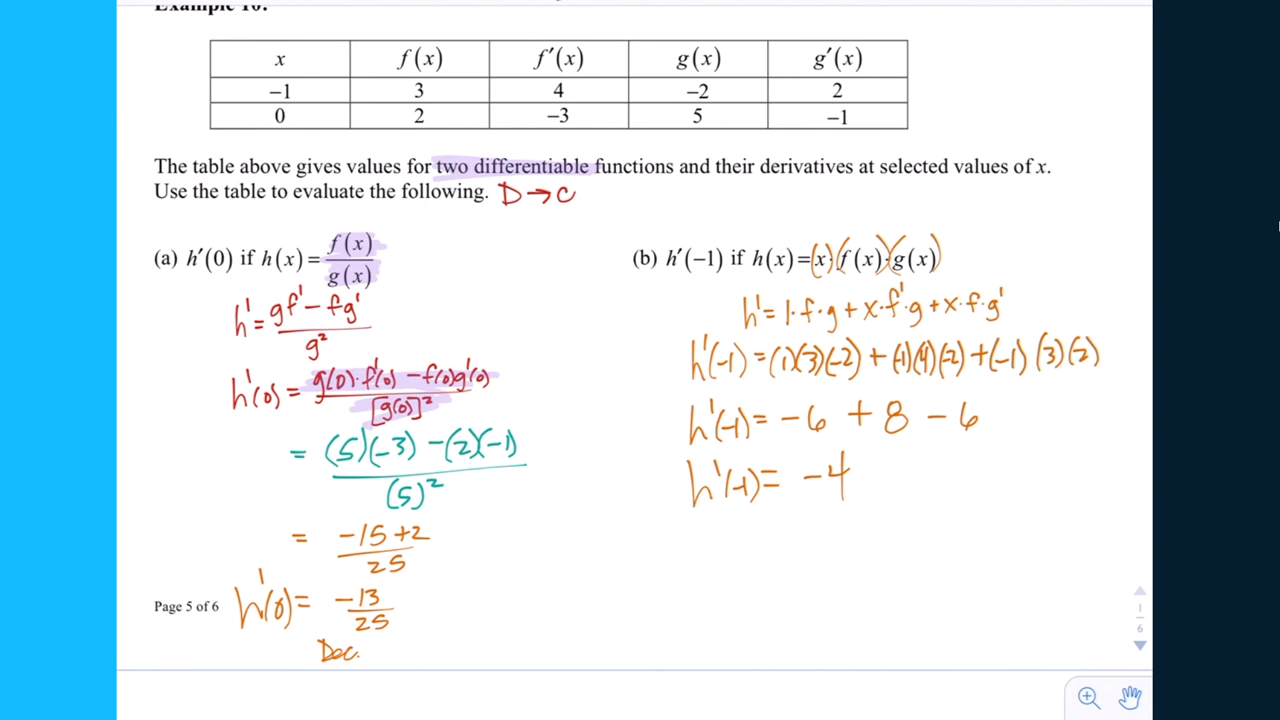 Example 10:
x f(x) f′(x) g(x) g′(x)
−1 3 4 −2 2
0 2 −3 5 −1
The table above gives values for two differentiable functions and their derivatives at selected values of x.
Use the table to evaluate the following. D → C
(a) h′(0) if h(x) = f(x)/g(x)
h' = (gf' − fg')/g²
h'(0) = (g(0)·f'(0) − f(0)g'(0))/[g(0)]²
= ((5)(−3) − (2)(−1))/(5)²
= (−15+2)/25
h'(0) = −13/25
Dec.
(b) h′(−1) if h(x) = (x)·(f(x))·(g(x))
h' = 1·f·g + x·f'·g + x·f·g'
h'(−1) = (1)(3)(−2) + (−1)(4)(−2) + (−1)(3)(2)
h'(−1) = −6 + 8 − 6
h'(−1) = −4
Page 5 of 6
1
6